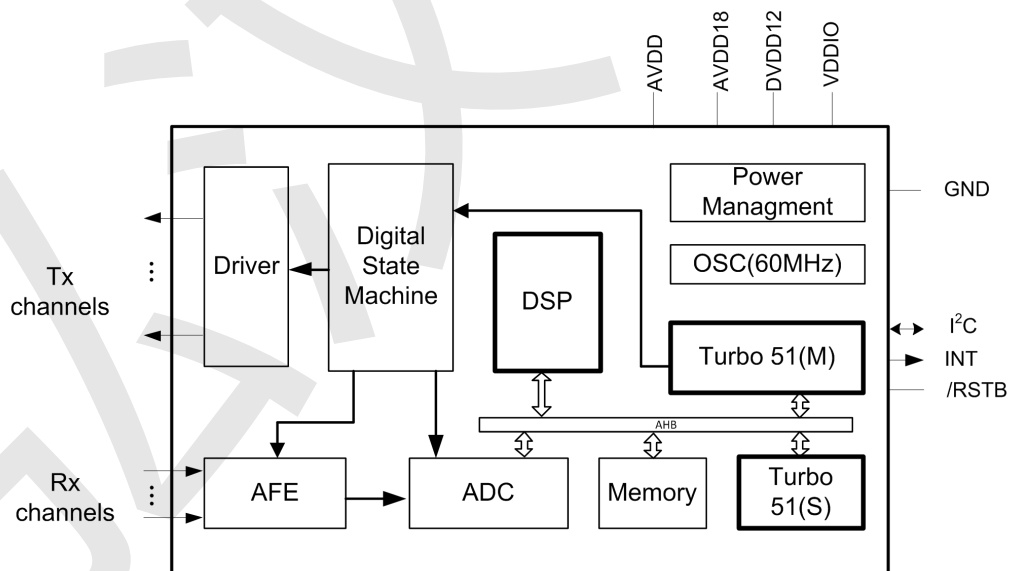 AVDD
AVDD18
DVDD12
VDDIO
Power
Managment
GND
Driver
Digital
State
Machine
OSC(60MHz)
DSP
Tx
channels
⋮
Turbo 51(M)
I²C
INT
/RSTB
AHB
Rx
channels
⋮
AFE
ADC
Memory
Turbo
51(S)